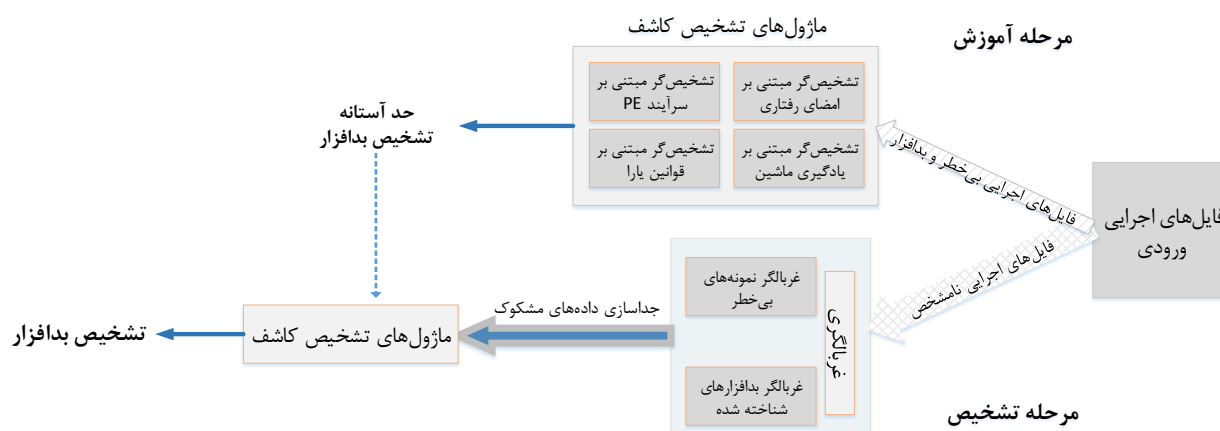 مرحله آموزش
ماژول‌های تشخیص کاشف
تشخیص‌گر مبتنی بر
امضای رفتاری
تشخیص‌گر مبتنی بر
سرآیند PE
تشخیص‌گر مبتنی بر
یادگیری ماشین
تشخیص‌گر مبتنی بر
قوانین یارا
حد آستانه
تشخیص بدافزار
فایل‌های اجرایی بی‌خطر و بدافزار
فایل‌های اجرایی
ورودی
فایل‌های اجرایی نامشخص
غربالگری
غربالگر نمونه‌های
بی‌خطر
غربالگر بدافزارهای
شناخته شده
جداسازی داده‌های مشکوک
ماژول‌های تشخیص کاشف
تشخیص بدافزار
مرحله تشخیص